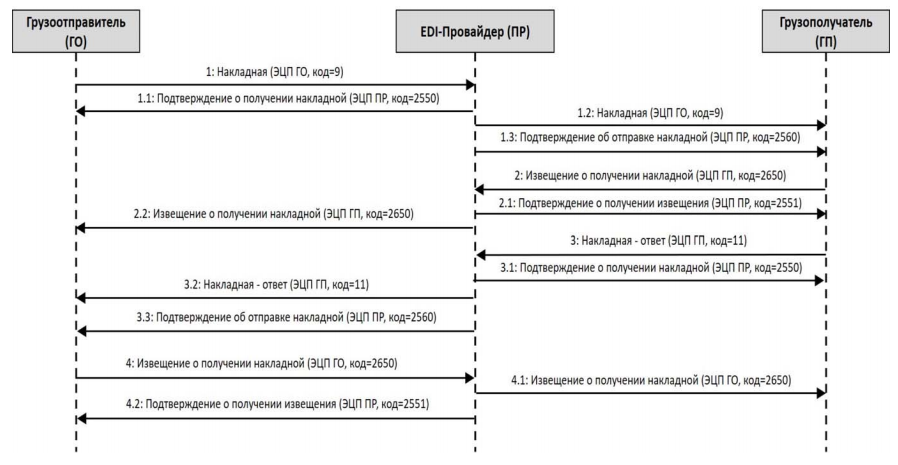 Грузоотправитель
(ГО)
EDI-Провайдер (ПР)
Грузополучатель
(ГП)
1: Накладная (ЭЦП ГО, код=9)
1.1: Подтверждение о получении накладной (ЭЦП ПР, код=2550)
1.2: Накладная (ЭЦП ГО, код=9)
1.3: Подтверждение об отправке накладной (ЭЦП ПР, код=2560)
2: Извещение о получении накладной (ЭЦП ГП, код=2650)
2.1: Подтверждение о получении извещения (ЭЦП ПР, код=2551)
2.2: Извещение о получении накладной (ЭЦП ГП, код=2650)
3: Накладная - ответ (ЭЦП ГП, код=11)
3.1: Подтверждение о получении накладной (ЭЦП ПР, код=2550)
3.2: Накладная - ответ (ЭЦП ГП, код=11)
3.3: Подтверждение об отправке накладной (ЭЦП ПР, код=2560)
4: Извещение о получении накладной (ЭЦП ГО, код=2650)
4.1: Извещение о получении накладной (ЭЦП ГО, код=2650)
4.2: Подтверждение о получении извещения (ЭЦП ПР, код=2551)